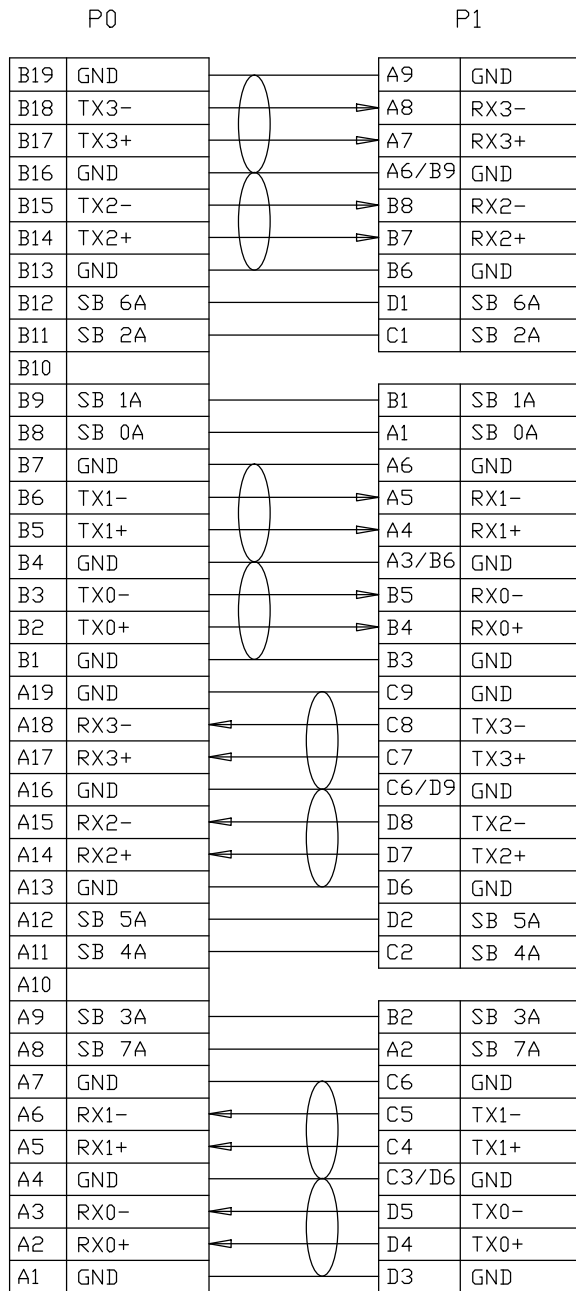 P0 P1
B19 GND A9 GND
B18 TX3- A8 RX3-
B17 TX3+ A7 RX3+
B16 GND A6/B9 GND
B15 TX2- B8 RX2-
B14 TX2+ B7 RX2+
B13 GND B6 GND
B12 SB 6A D1 SB 6A
B11 SB 2A C1 SB 2A
B10
B9 SB 1A B1 SB 1A
B8 SB 0A A1 SB 0A
B7 GND A6 GND
B6 TX1- A5 RX1-
B5 TX1+ A4 RX1+
B4 GND A3/B6 GND
B3 TX0- B5 RX0-
B2 TX0+ B4 RX0+
B1 GND B3 GND
A19 GND C9 GND
A18 RX3- C8 TX3-
A17 RX3+ C7 TX3+
A16 GND C6/D9 GND
A15 RX2- D8 TX2-
A14 RX2+ D7 TX2+
A13 GND D6 GND
A12 SB 5A D2 SB 5A
A11 SB 4A C2 SB 4A
A10
A9 SB 3A B2 SB 3A
A8 SB 7A A2 SB 7A
A7 GND C6 GND
A6 RX1- C5 TX1-
A5 RX1+ C4 TX1+
A4 GND C3/D6 GND
A3 RX0- D5 TX0-
A2 RX0+ D4 TX0+
A1 GND D3 GND